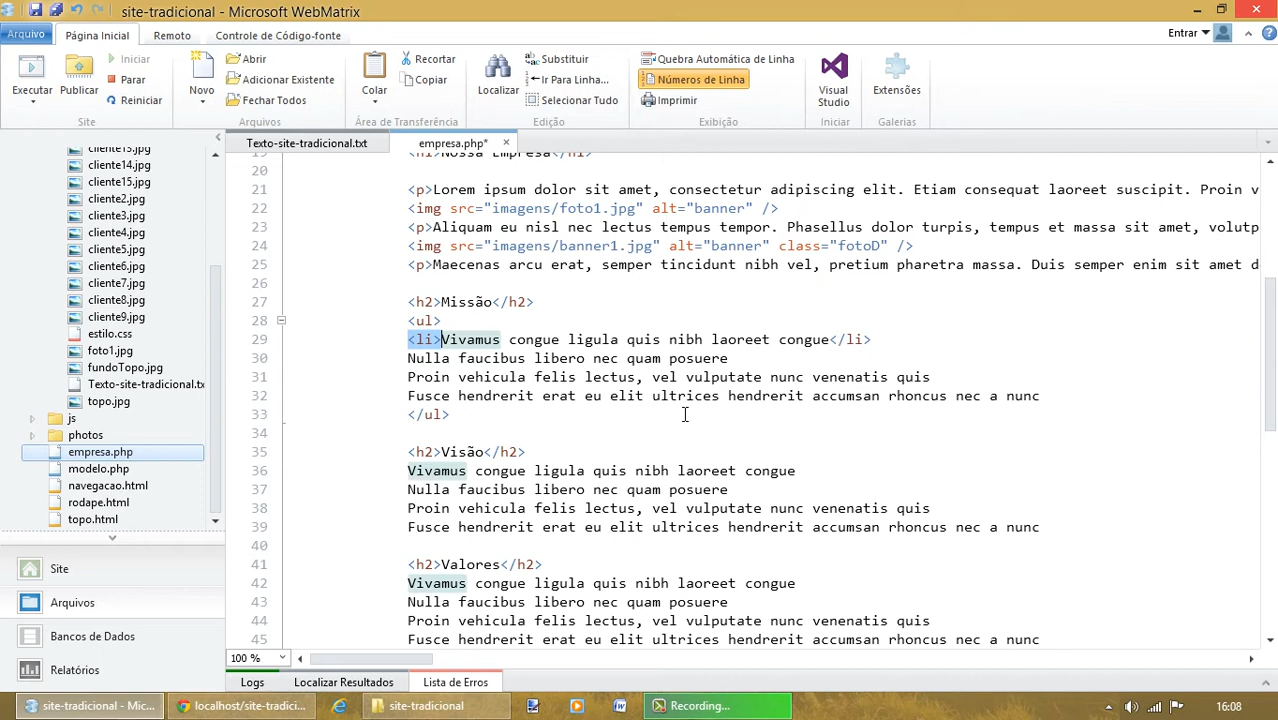 site-tradicional - Microsoft WebMatrix
Arquivo Página Inicial Remoto Controle de Código-fonte Entrar
Executar Publicar Iniciar Parar Reiniciar
Site
Novo Abrir Adicionar Existente Fechar Todos
Arquivos
Colar Recortar Copiar
Área de Transferência
Localizar Substituir Ir Para Linha... Selecionar Tudo
Edição
Quebra Automática de Linha Números de Linha Imprimir
Exibição
Visual Studio
Iniciar
Extensões
Galerias
cliente13.jpg
cliente14.jpg
cliente15.jpg
cliente2.jpg
cliente3.jpg
cliente4.jpg
cliente5.jpg
cliente6.jpg
cliente7.jpg
cliente8.jpg
cliente9.jpg
estilo.css
foto1.jpg
fundoTopo.jpg
Texto-site-tradicional.tx
topo.jpg
js
photos
empresa.php
modelo.php
navegacao.html
rodape.html
topo.html
Site
Arquivos
Bancos de Dados
Relatórios
Texto-site-tradicional.txt empresa.php* ×
19 <h1>Nossa Empresa</h1>
20
21 <p>Lorem ipsum dolor sit amet, consectetur adipiscing elit. Etiam consequat laoreet suscipit. Proin v
22 <img src="imagens/foto1.jpg" alt="banner" />
23 <p>Aliquam eu nisl nec lectus tempus tempor. Phasellus dolor turpis, tempus et massa sit amet, volutp
24 <img src="imagens/banner1.jpg" alt="banner" class="fotoD" />
25 <p>Maecenas arcu erat, semper tincidunt nibh vel, pretium pharetra massa. Duis semper enim sit amet d
26
27 <h2>Missão</h2>
28 <ul>
29 <li>Vivamus congue ligula quis nibh laoreet congue</li>
30 Nulla faucibus libero nec quam posuere
31 Proin vehicula felis lectus, vel vulputate nunc venenatis quis
32 Fusce hendrerit erat eu elit ultrices hendrerit accumsan rhoncus nec a nunc
33 </ul>
34
35 <h2>Visão</h2>
36 Vivamus congue ligula quis nibh laoreet congue
37 Nulla faucibus libero nec quam posuere
38 Proin vehicula felis lectus, vel vulputate nunc venenatis quis
39 Fusce hendrerit erat eu elit ultrices hendrerit accumsan rhoncus nec a nunc
40
41 <h2>Valores</h2>
42 Vivamus congue ligula quis nibh laoreet congue
43 Nulla faucibus libero nec quam posuere
44 Proin vehicula felis lectus, vel vulputate nunc venenatis quis
45 Fusce hendrerit erat eu elit ultrices hendrerit accumsan rhoncus nec a nunc
100 %
Logs Localizar Resultados Lista de Erros
site-tradicional - Mic... localhost/site-tradici... site-tradicional Recording... 16:08